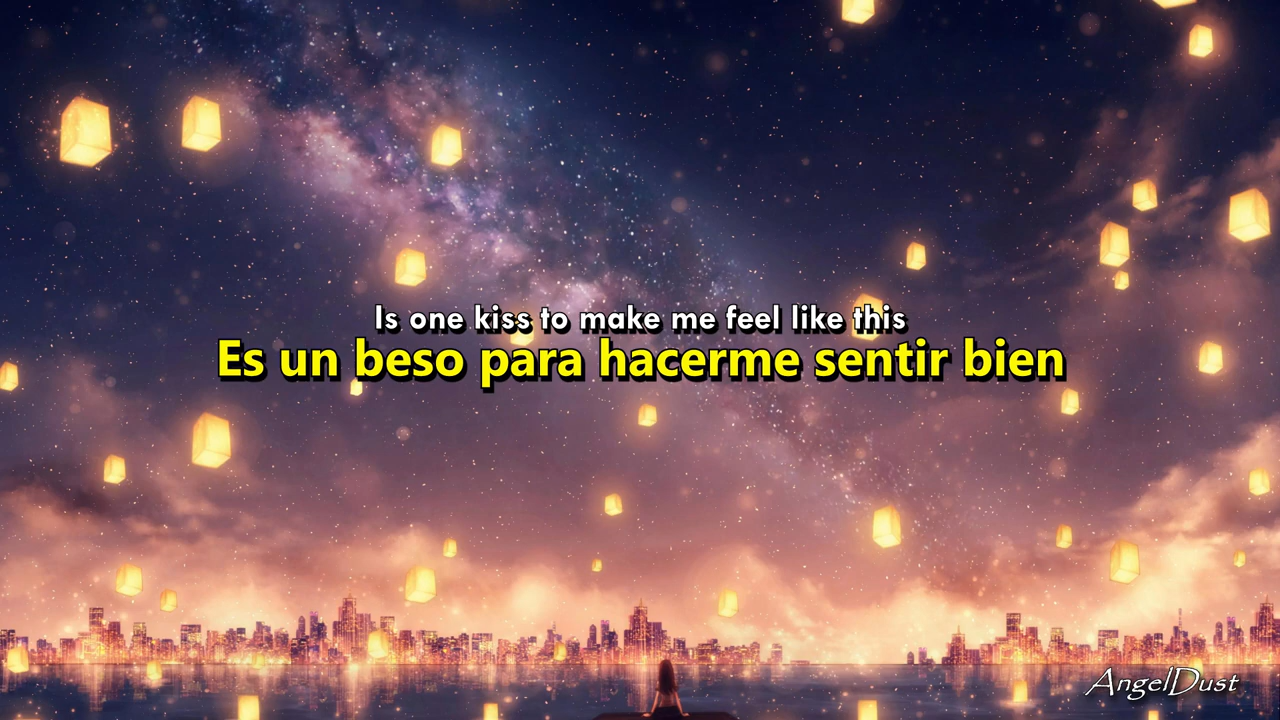 Is one kiss to make me feel like this
Es un beso para hacerme sentir bien
AngelDust